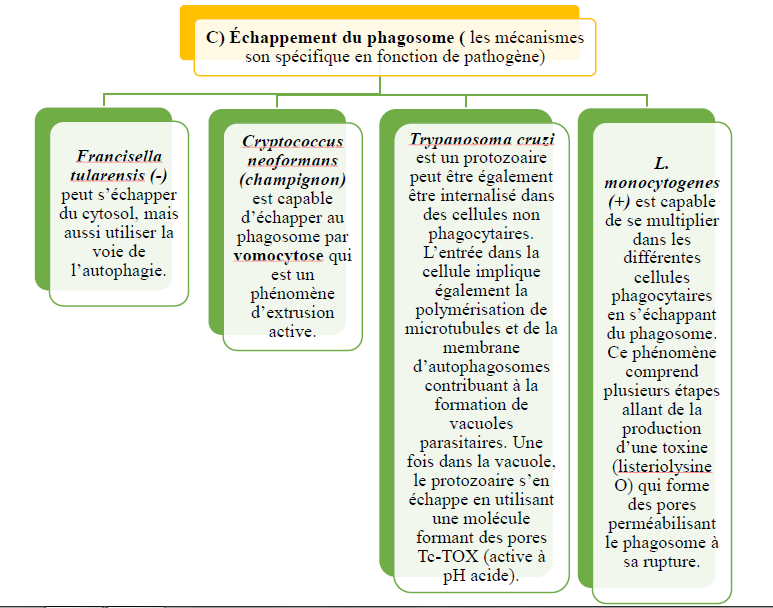 C) Échappement du phagosome ( les mécanismes
son spécifique en fonction de pathogène)
Francisella
tularensis (-)
peut s’échapper
du cytosol, mais
aussi utiliser la
voie de
l’autophagie.
Cryptococcus
neoformans
(champignon)
est capable
d’échapper au
phagosome par
vomocytose qui
est un
phénomène
d’extrusion
active.
Trypanosoma cruzi
est un protozoaire
peut être également
être internalisé dans
des cellules non
phagocytaires.
L’entrée dans la
cellule implique
également la
polymérisation de
microtubules et de la
membrane
d’autophagosomes
contribuant à la
formation de
vacuoles
parasitaires. Une
fois dans la vacuole,
le protozoaire s’en
échappe en utilisant
une molécule
formant des pores
Tc-TOX (active à
pH acide).
L.
monocytogenes
(+) est capable
de se multiplier
dans les
différentes
cellules
phagocytaires
en s’échappant
du phagosome.
Ce phénomène
comprend
plusieurs étapes
allant de la
production
d’une toxine
(listeriolysine
O) qui forme
des pores
perméabilisant
le phagosome à
sa rupture.